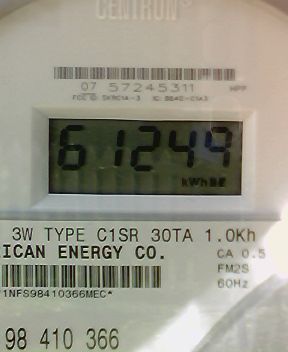 CENTRON®
07 57245311
61249
kWh
3W TYPE C1SR 30TA 1.0Kh
ICAN ENERGY CO.
CA 0.5
FM2S
60Hz
*1NFS98410366MEC*
98 410 366